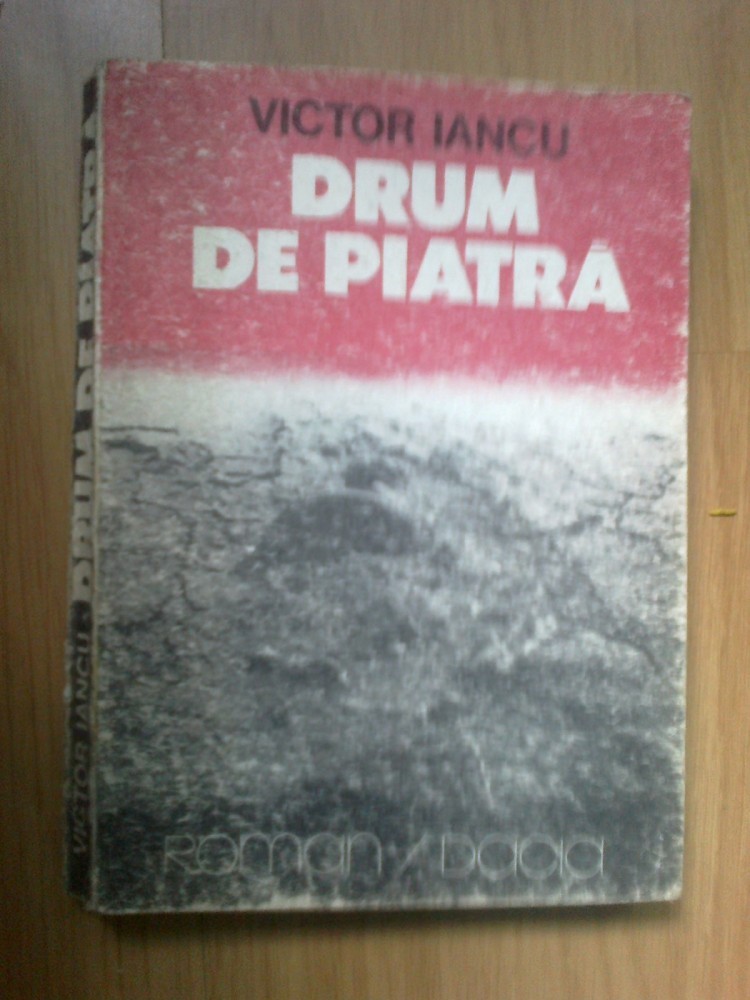 VICTOR IANCU
DRUM
DE PIATRĂ
Roman / Dacia
VICTOR IANCU · DRUM DE PIATRĂ